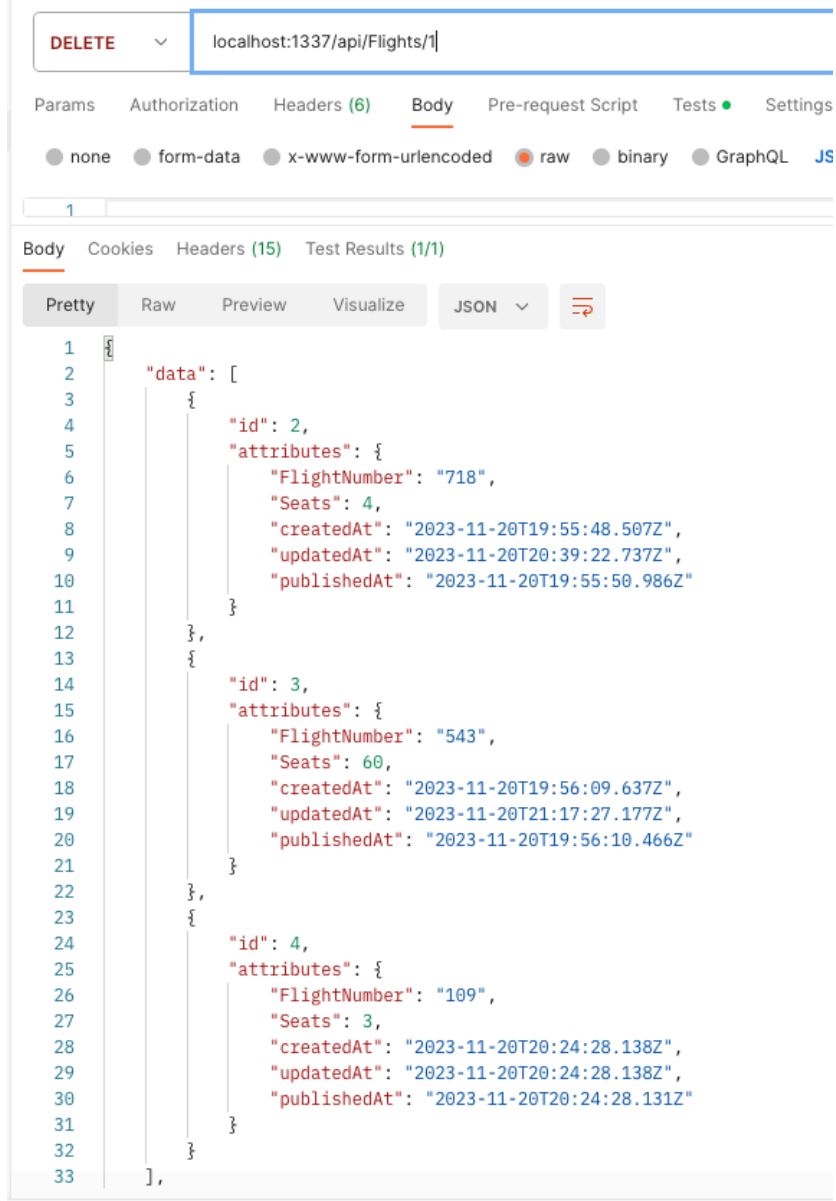 DELETE localhost:1337/api/Flights/1
Params Authorization Headers (6) Body Pre-request Script Tests Settings
none form-data x-www-form-urlencoded raw binary GraphQL JS
1
Body Cookies Headers (15) Test Results (1/1)
Pretty Raw Preview Visualize JSON
1 {
2 "data": [
3 {
4 "id": 2,
5 "attributes": {
6 "FlightNumber": "718",
7 "Seats": 4,
8 "createdAt": "2023-11-20T19:55:48.507Z",
9 "updatedAt": "2023-11-20T20:39:22.737Z",
10 "publishedAt": "2023-11-20T19:55:50.986Z"
11 }
12 },
13 {
14 "id": 3,
15 "attributes": {
16 "FlightNumber": "543",
17 "Seats": 60,
18 "createdAt": "2023-11-20T19:56:09.637Z",
19 "updatedAt": "2023-11-20T21:17:27.177Z",
20 "publishedAt": "2023-11-20T19:56:10.466Z"
21 }
22 },
23 {
24 "id": 4,
25 "attributes": {
26 "FlightNumber": "109",
27 "Seats": 3,
28 "createdAt": "2023-11-20T20:24:28.138Z",
29 "updatedAt": "2023-11-20T20:24:28.138Z",
30 "publishedAt": "2023-11-20T20:24:28.131Z"
31 }
32 }
33 ],